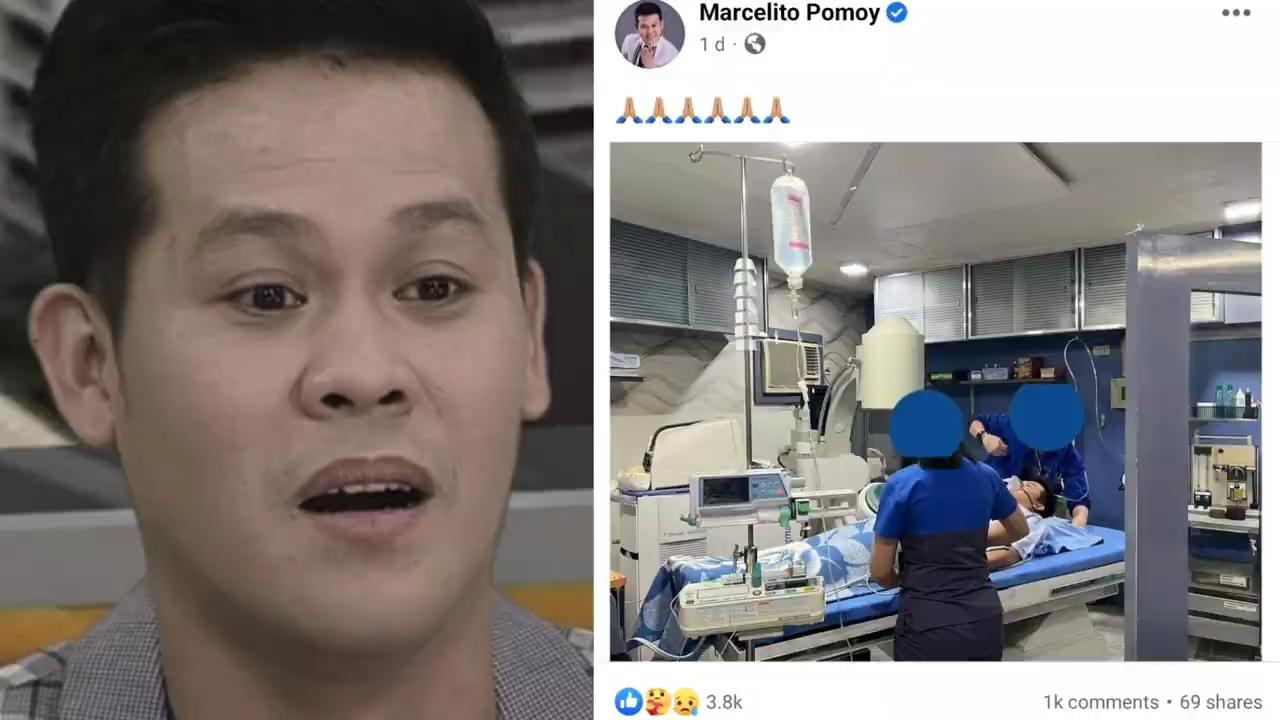 Marcelito Pomoy
1 d ·
🙏🏽🙏🏽🙏🏽🙏🏽🙏🏽🙏🏽
3.8k
1k comments • 69 shares